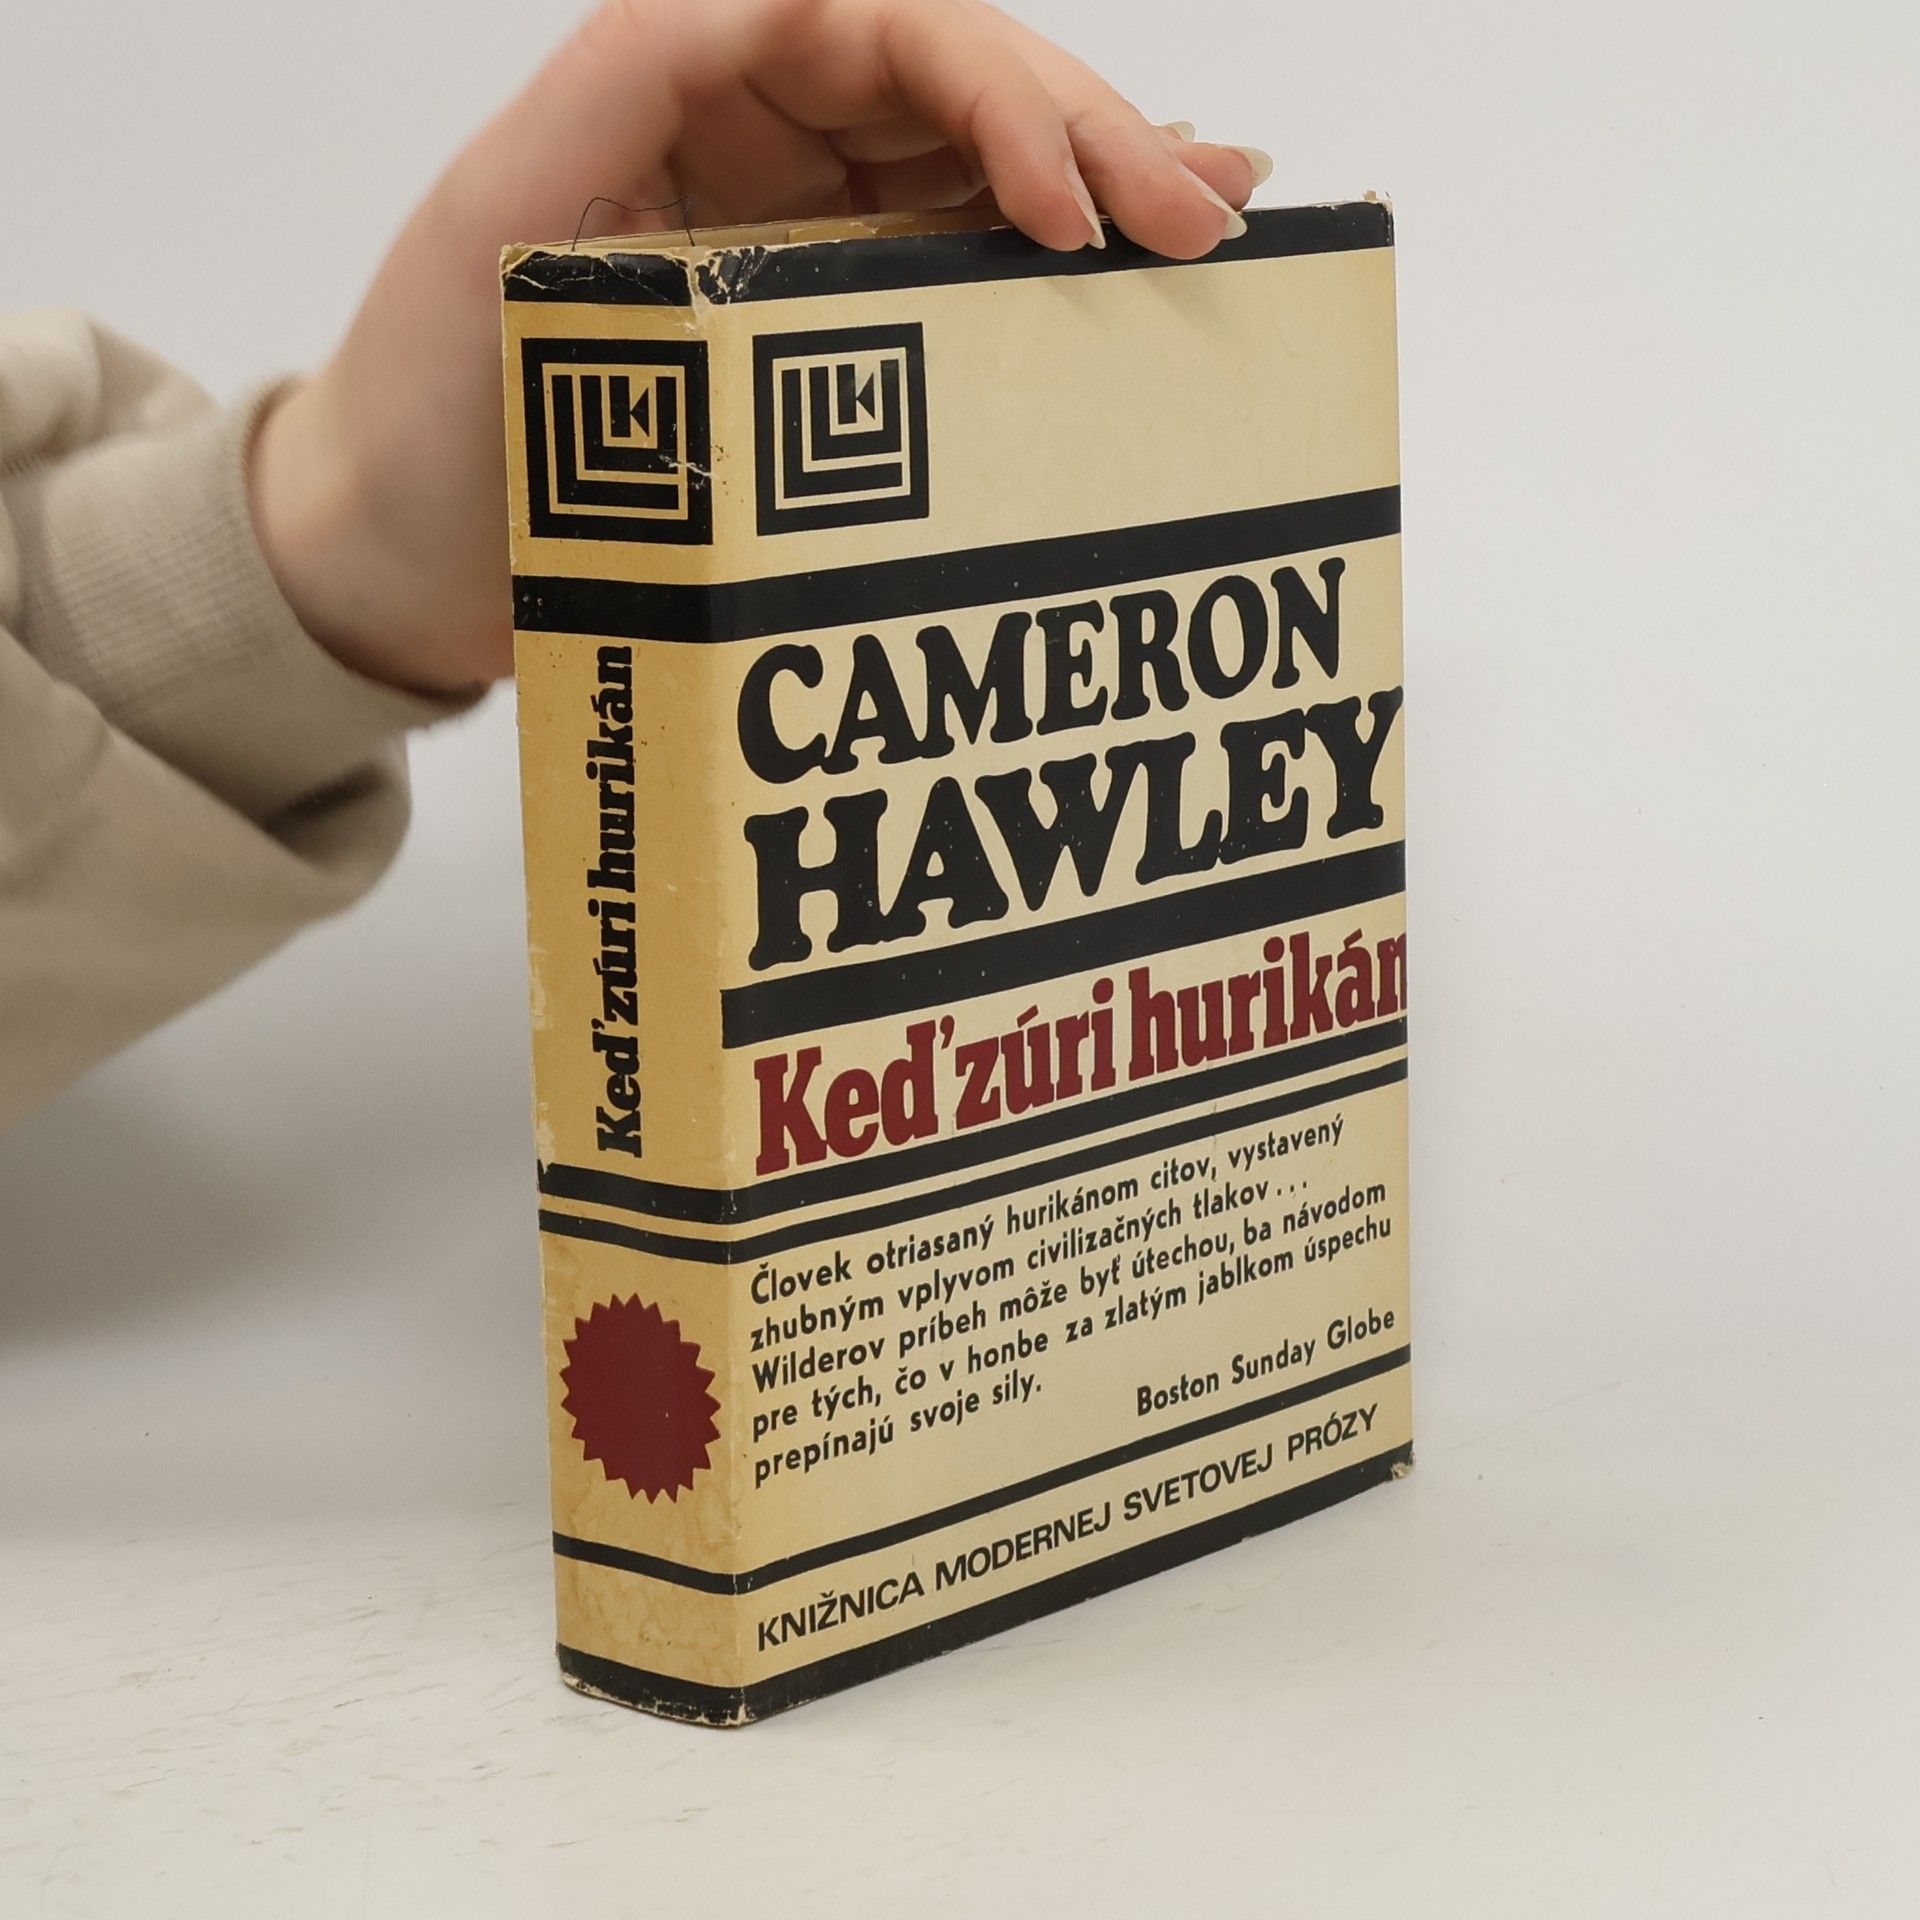 Keď zúri hurikán
CAMERON
HAWLEY
Keď zúri hurikán
Človek otriasaný hurikánom citov, vystavený
zhubným vplyvom civilizačných tlakov...
Wilderov príbeh môže byť útechou, ba návodom
pre tých, čo v honbe za zlatým jablkom úspechu
prepínajú svoje sily.
Boston Sunday Globe
KNIŽNICA MODERNEJ SVETOVEJ PRÓZY